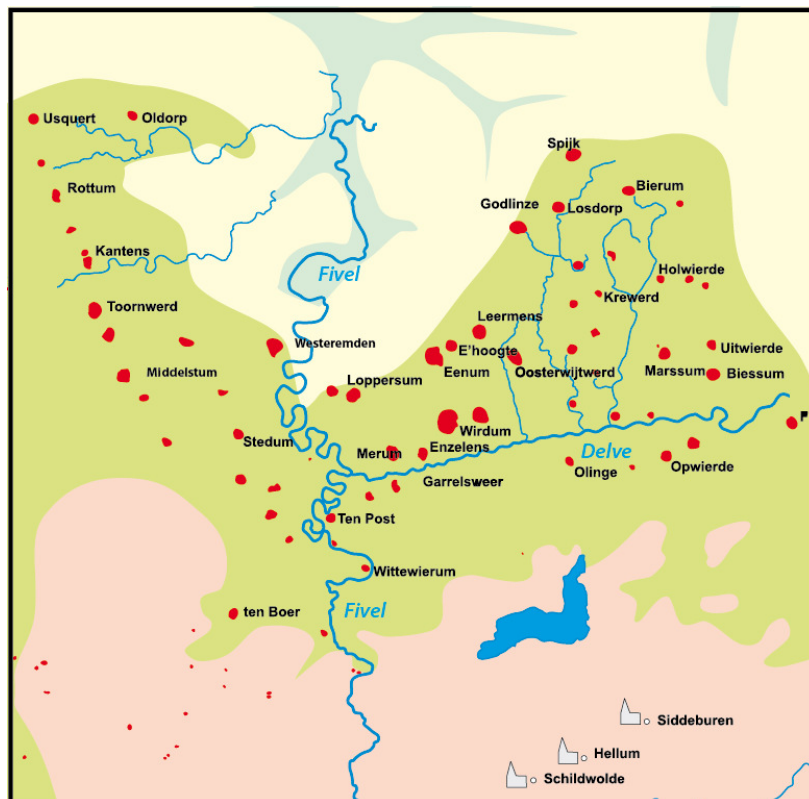 Usquert
Oldorp
Spijk
Rottum
Bierum
Godlinze
Losdorp
Kantens
Fivel
Holwierde
Krewerd
Toornwerd
Leermens
Westeremden
E'hoogte
Uitwierde
Eenum
Oosterwijtwerd
Marssum
Biessum
Middelstum
Loppersum
Wirdum
Stedum
Merum
Enzelens
Delve
Olinge
Opwierde
Garrelsweer
Ten Post
Wittewierum
ten Boer
Fivel
Siddeburen
Hellum
Schildwolde